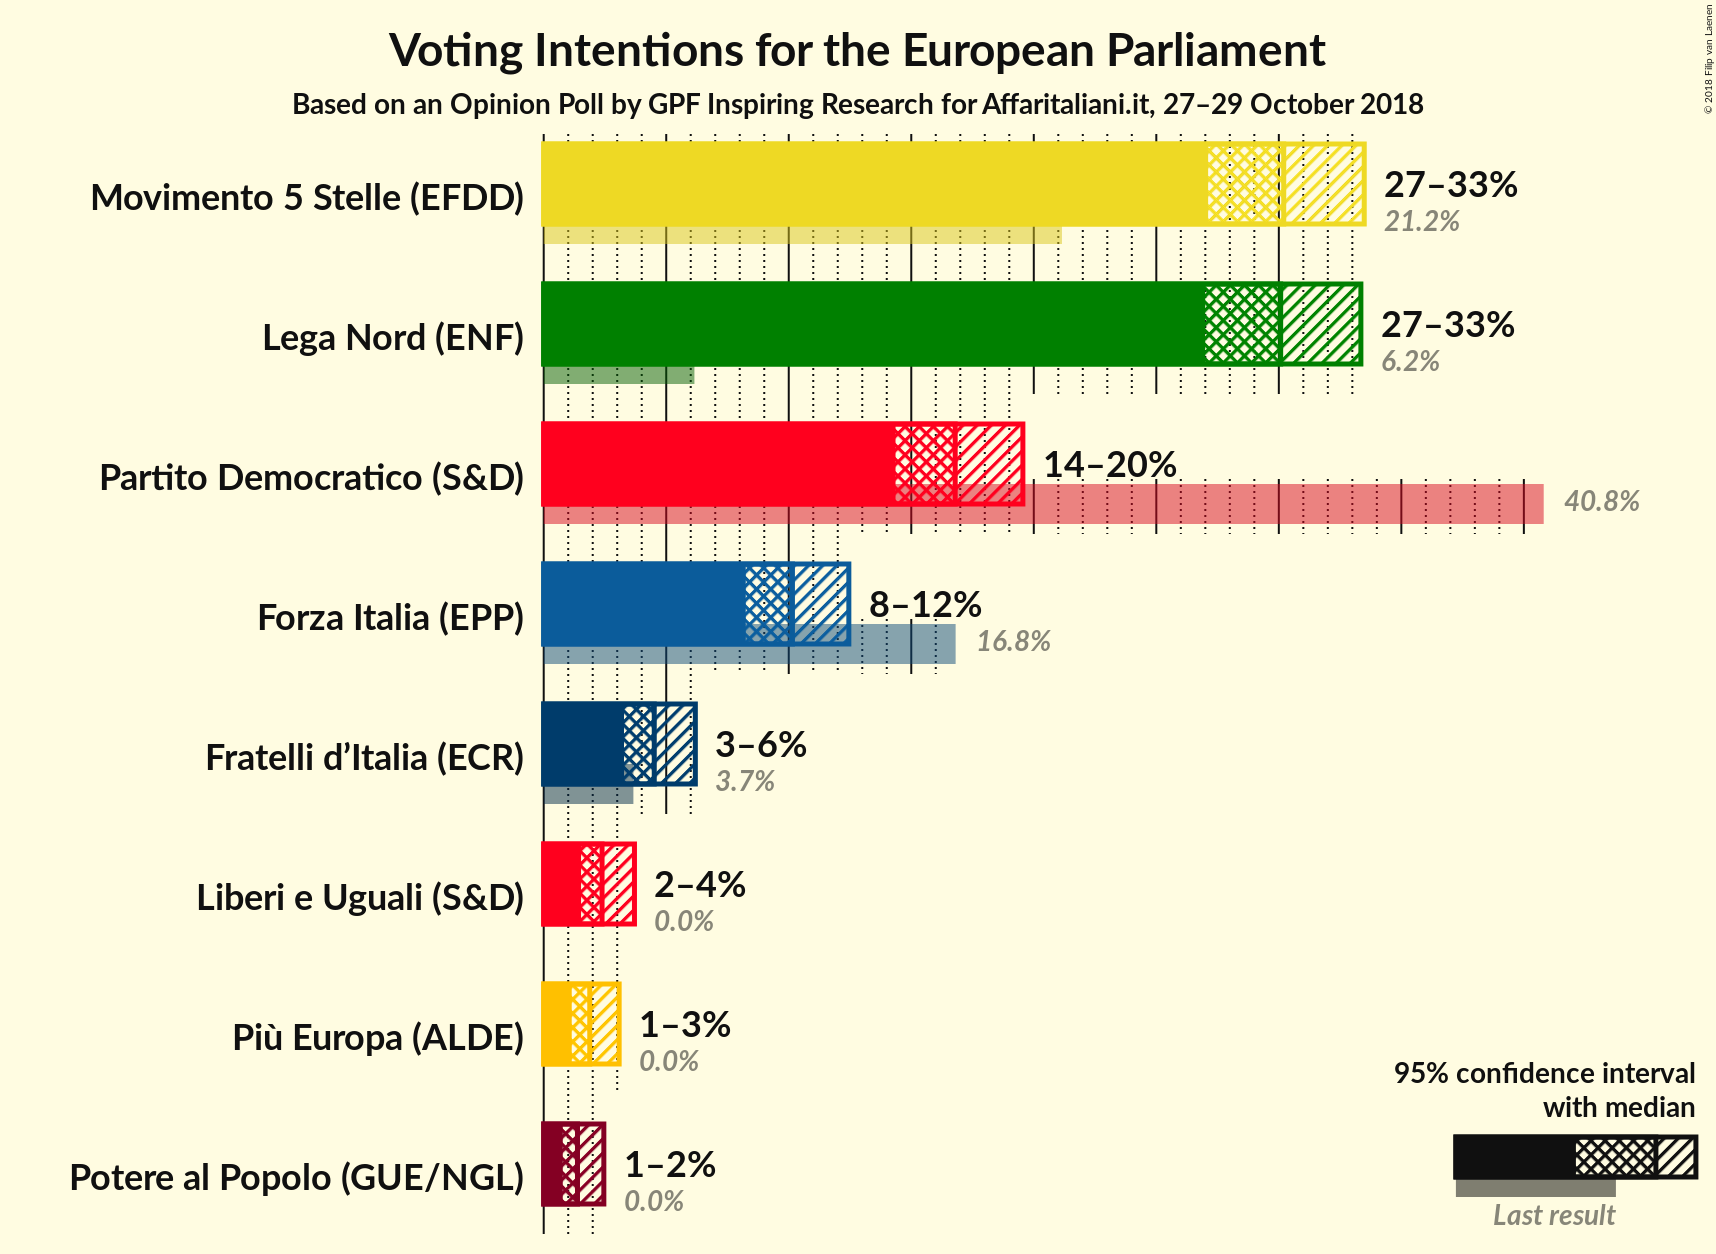 Voting Intentions for the European Parliament
Based on an Opinion Poll by GPF Inspiring Research for Affaritaliani.it, 27–29 October 2018
© 2018 Filip van Laenen
Movimento 5 Stelle (EFDD)
27–33%
21.2%
Lega Nord (ENF)
27–33%
6.2%
Partito Democratico (S&D)
14–20%
40.8%
Forza Italia (EPP)
8–12%
16.8%
Fratelli d’Italia (ECR)
3–6%
3.7%
Liberi e Uguali (S&D)
2–4%
0.0%
Più Europa (ALDE)
1–3%
0.0%
Potere al Popolo (GUE/NGL)
1–2%
0.0%
95% confidence interval
with median
Last result